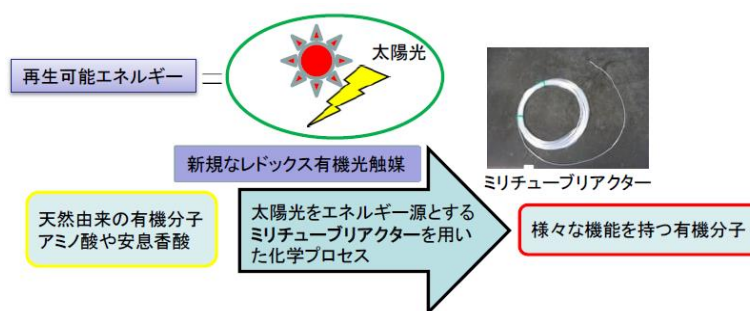 太陽光
再生可能エネルギー
=
新規なレドックス有機光触媒
ミリチューブリアクター
天然由来の有機分子
アミノ酸や安息香酸
太陽光をエネルギー源とする
ミリチューブリアクターを用い
た化学プロセス
様々な機能を持つ有機分子